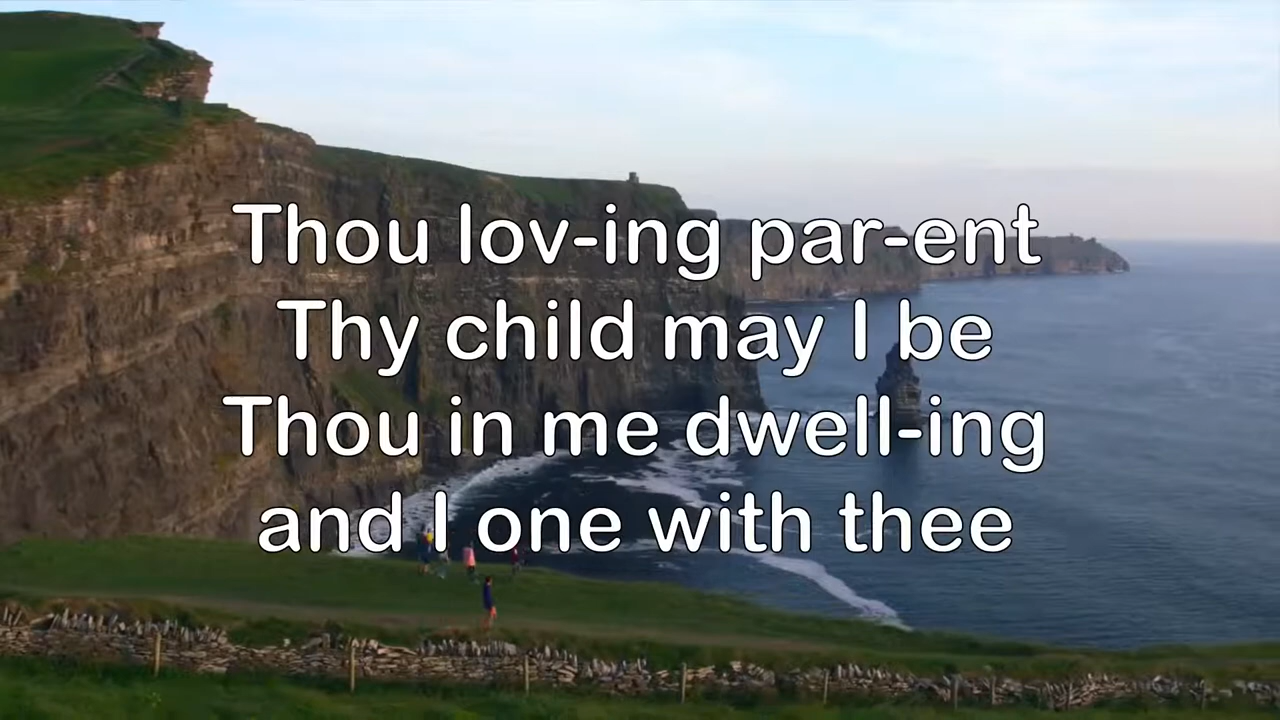 Thou lov-ing par-ent
Thy child may I be
Thou in me dwell-ing
and I one with thee